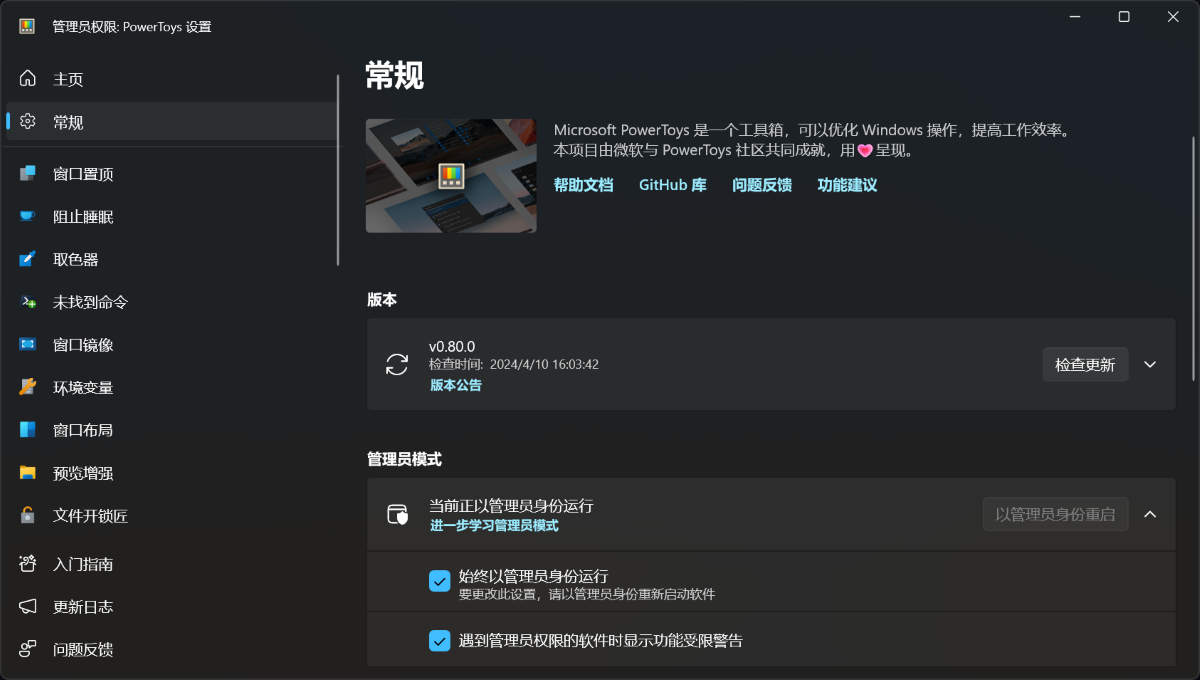 管理员权限: PowerToys 设置
主页
常规
窗口置顶
阻止睡眠
取色器
未找到命令
窗口镜像
环境变量
窗口布局
预览增强
文件开锁匠
入门指南
更新日志
问题反馈
常规
Microsoft PowerToys 是一个工具箱，可以优化 Windows 操作，提高工作效率。
本项目由微软与 PowerToys 社区共同成就，用💗呈现。
帮助文档 GitHub 库 问题反馈 功能建议
版本
v0.80.0
检查时间: 2024/4/10 16:03:42
版本公告
检查更新
管理员模式
当前正以管理员身份运行
进一步学习管理员模式
以管理员身份重启
始终以管理员身份运行
要更改此设置，请以管理员身份重新启动软件
遇到管理员权限的软件时显示功能受限警告